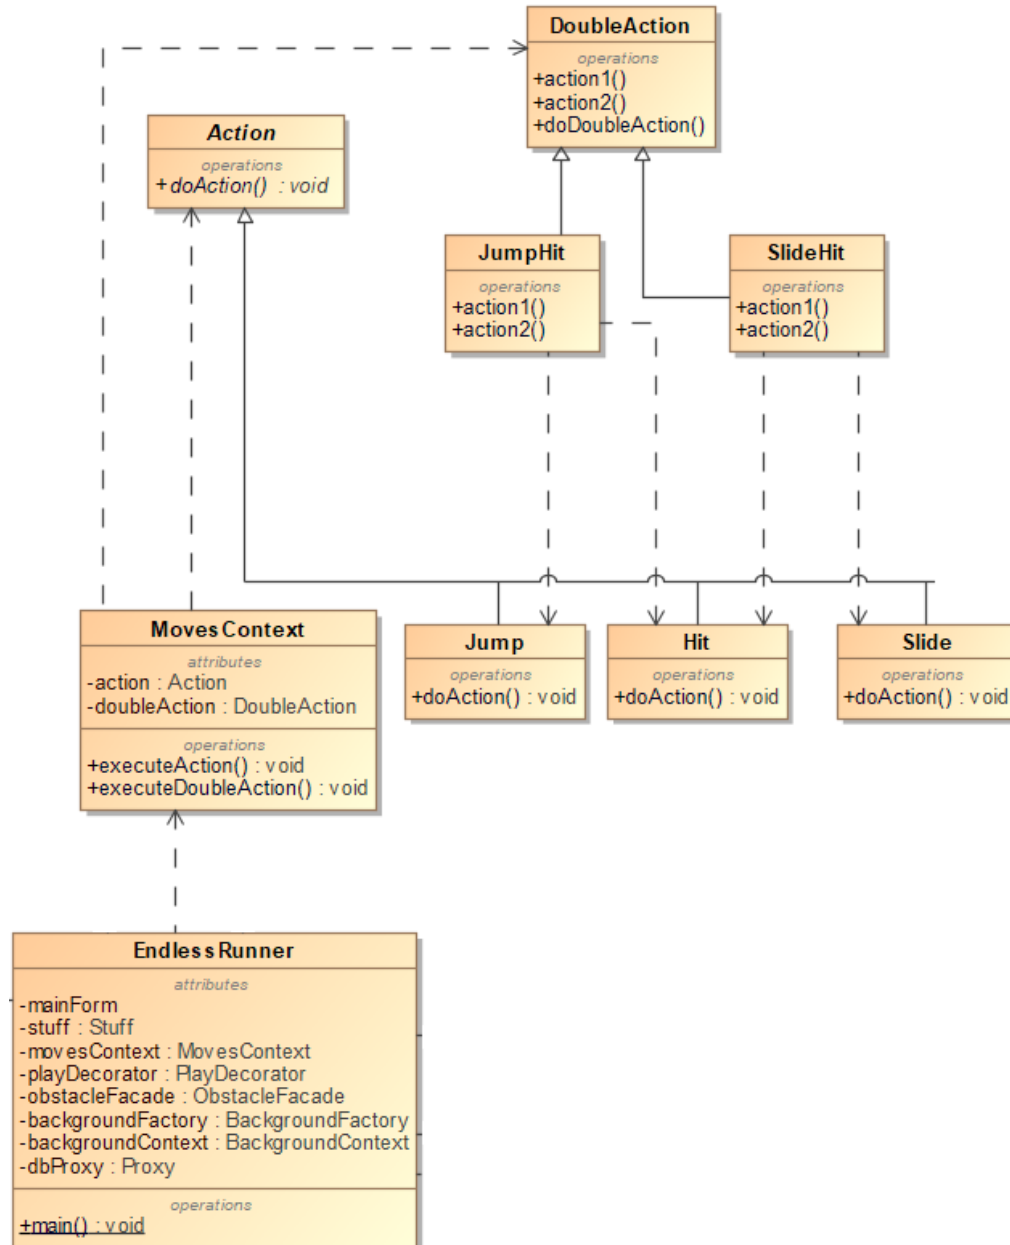 DoubleAction
operations
+action1()
+action2()
+doDoubleAction()
Action
operations
+doAction() : void
JumpHit
operations
+action1()
+action2()
SlideHit
operations
+action1()
+action2()
MovesContext
attributes
-action : Action
-doubleAction : DoubleAction
operations
+executeAction() : void
+executeDoubleAction() : void
Jump
operations
+doAction() : void
Hit
operations
+doAction() : void
Slide
operations
+doAction() : void
EndlessRunner
attributes
-mainForm
-stuff : Stuff
-movesContext : MovesContext
-playDecorator : PlayDecorator
-obstacleFacade : ObstacleFacade
-backgroundFactory : BackgroundFactory
-backgroundContext : BackgroundContext
-dbProxy : Proxy
operations
+main() : void